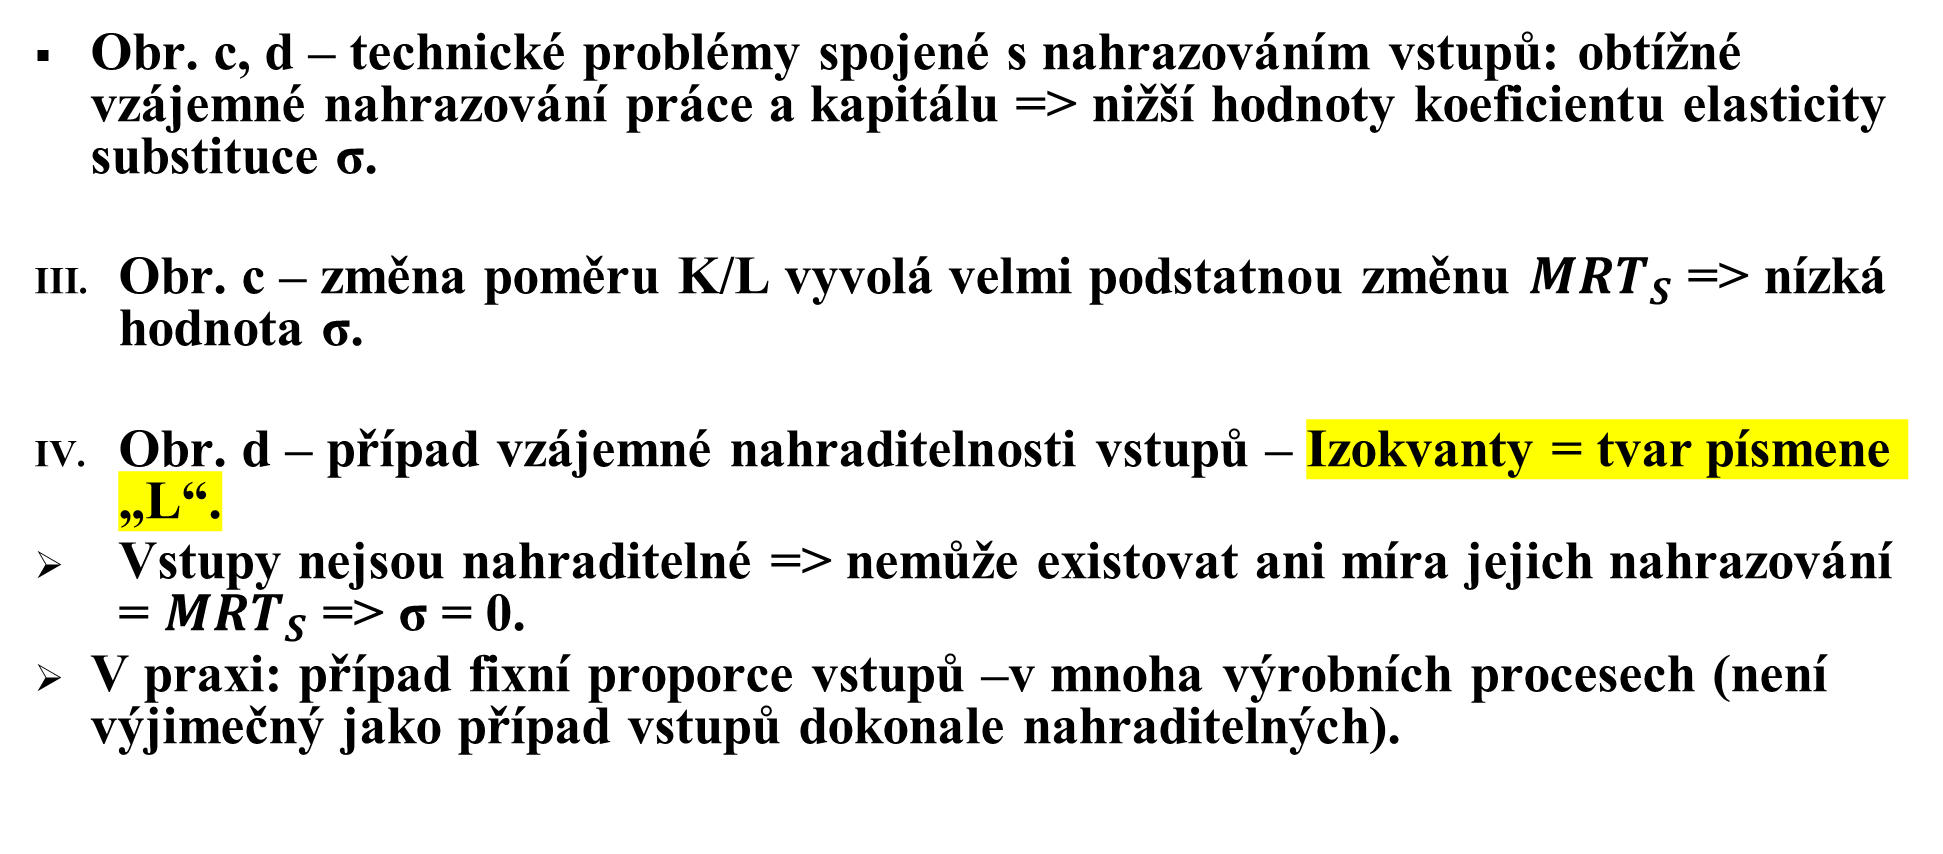 ▪ Obr. c, d – technické problémy spojené s nahrazováním vstupů: obtížné
vzájemné nahrazování práce a kapitálu => nižší hodnoty koeficientu elasticity
substituce σ.
III. Obr. c – změna poměru K/L vyvolá velmi podstatnou změnu 𝑴𝑹𝑻𝑺 => nízká
hodnota σ.
IV. Obr. d – případ vzájemné nahraditelnosti vstupů – Izokvanty = tvar písmene
„L“.
➢ Vstupy nejsou nahraditelné => nemůže existovat ani míra jejich nahrazování
= 𝑴𝑹𝑻𝑺 => σ = 0.
➢ V praxi: případ fixní proporce vstupů –v mnoha výrobních procesech (není
výjimečný jako případ vstupů dokonale nahraditelných).